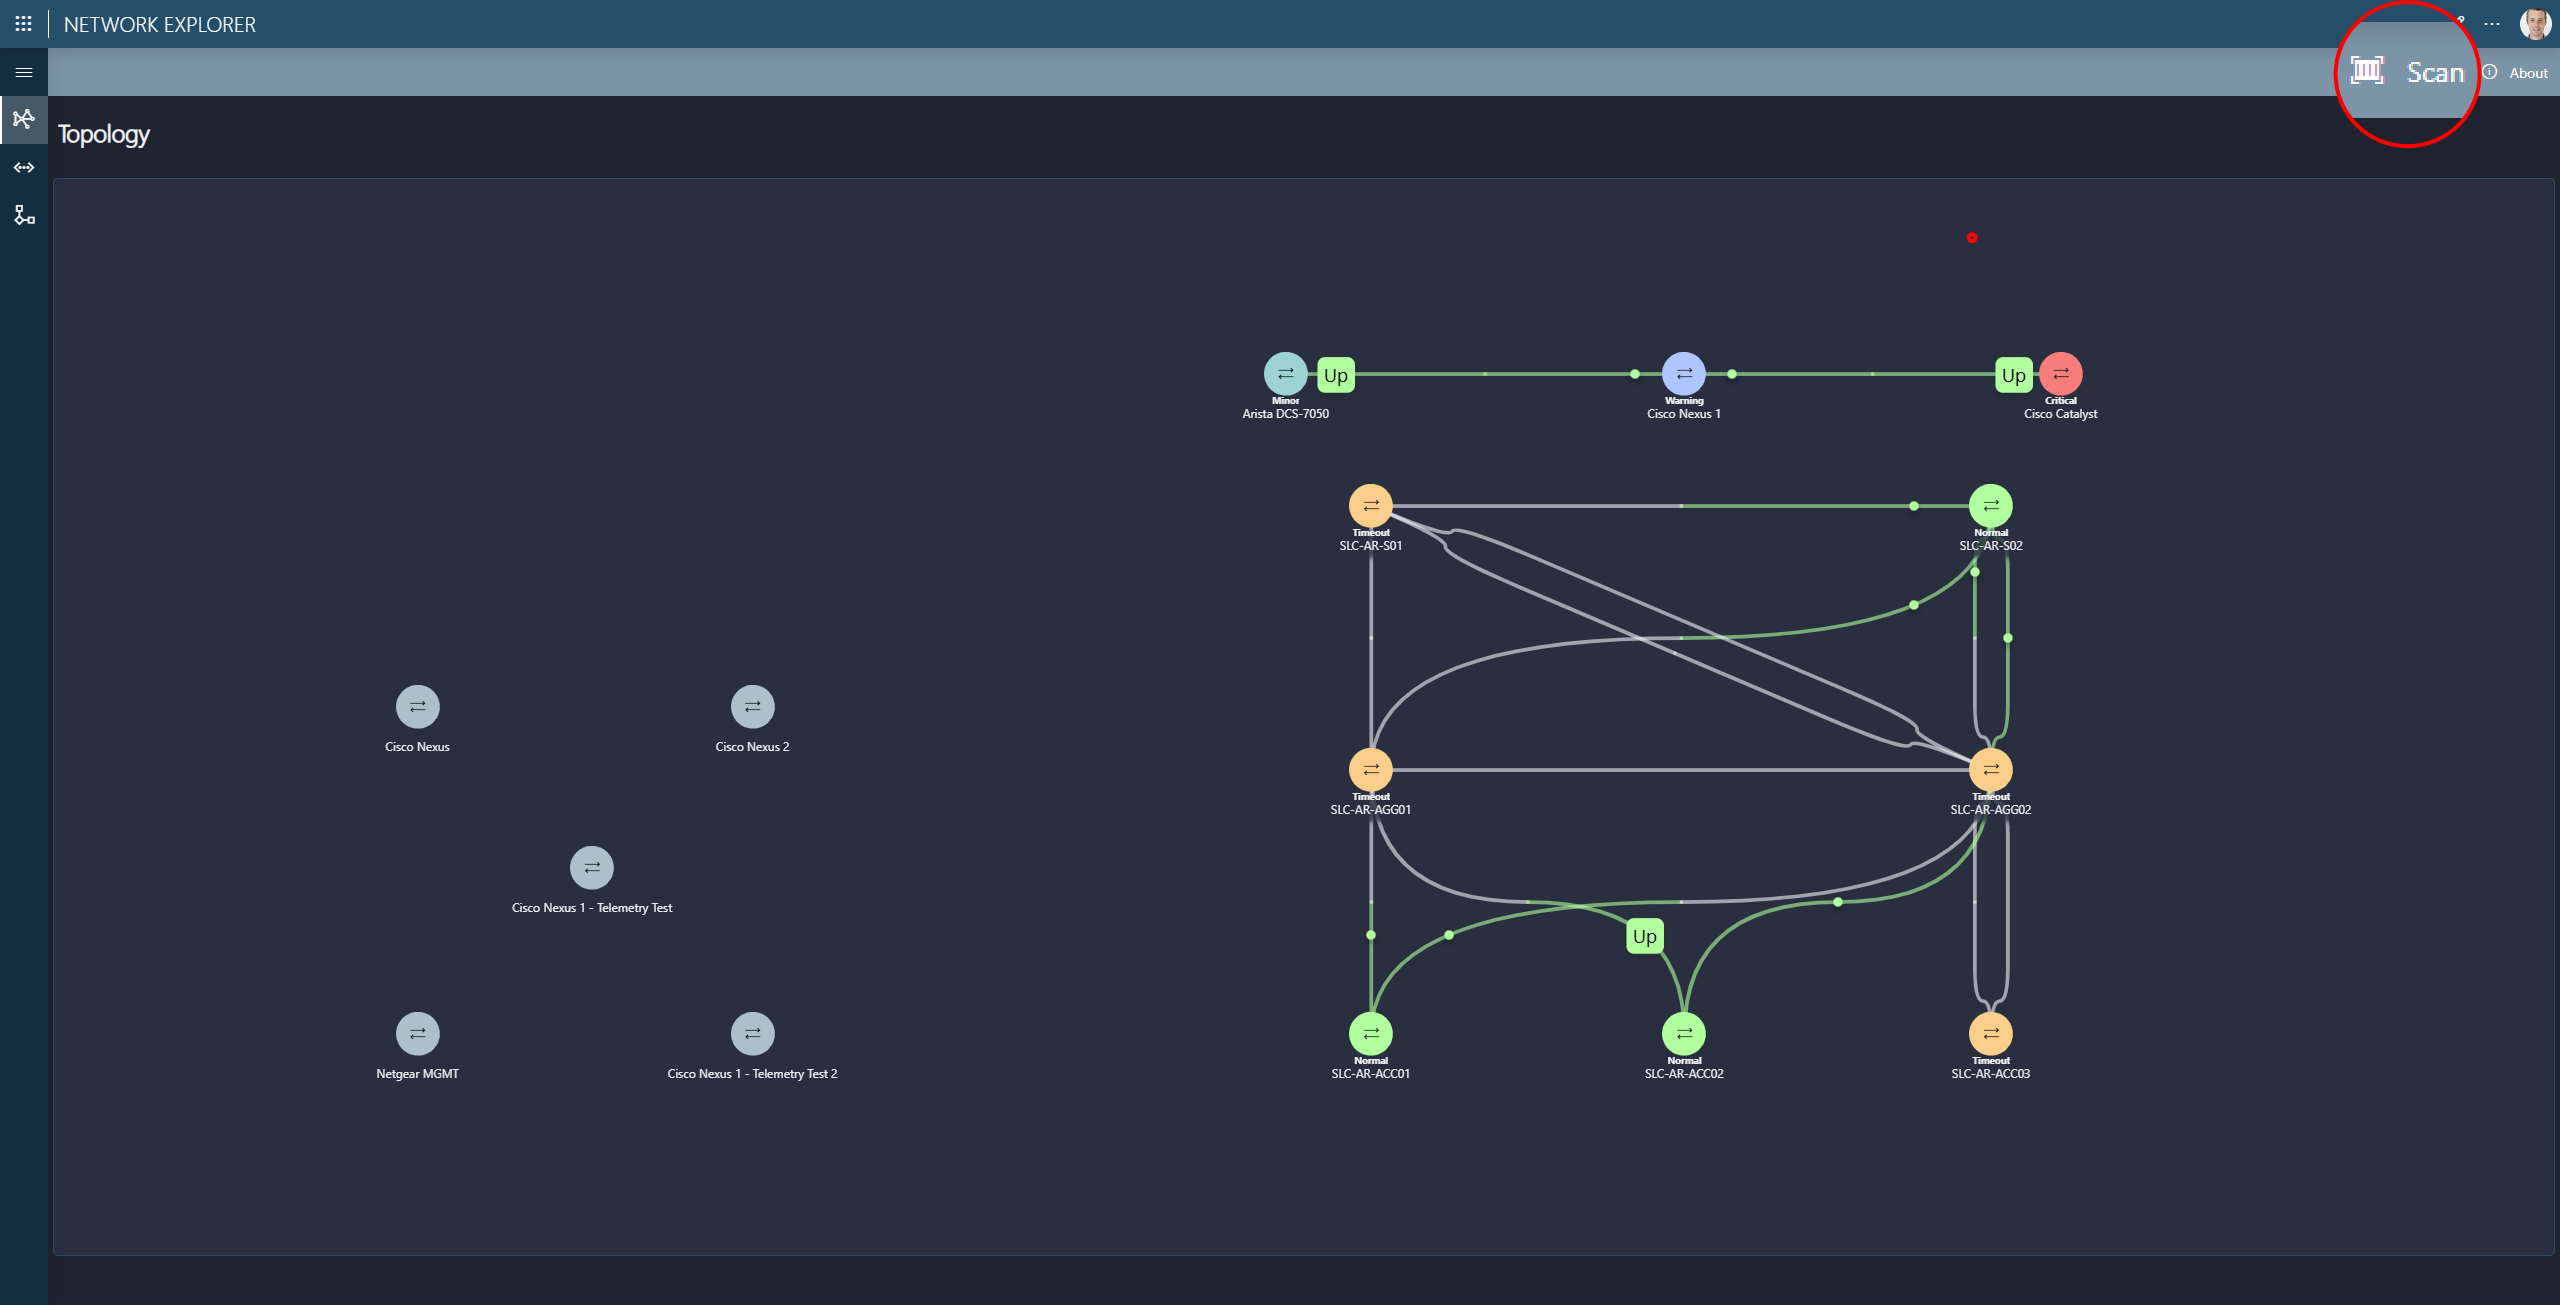 NETWORK EXPLORER
Scan
About
Topology
Up
Up
Minor
Warning
Critical
Arista DCS-7050
Cisco Nexus 1
Cisco Catalyst
Timeout
Normal
SLC-AR-S01
SLC-AR-S02
Cisco Nexus
Cisco Nexus 2
Timeout
Timeout
SLC-AR-AGG01
SLC-AR-AGG02
Cisco Nexus 1 - Telemetry Test
Up
Normal
Normal
Timeout
Netgear MGMT
Cisco Nexus 1 - Telemetry Test 2
SLC-AR-ACC01
SLC-AR-ACC02
SLC-AR-ACC03